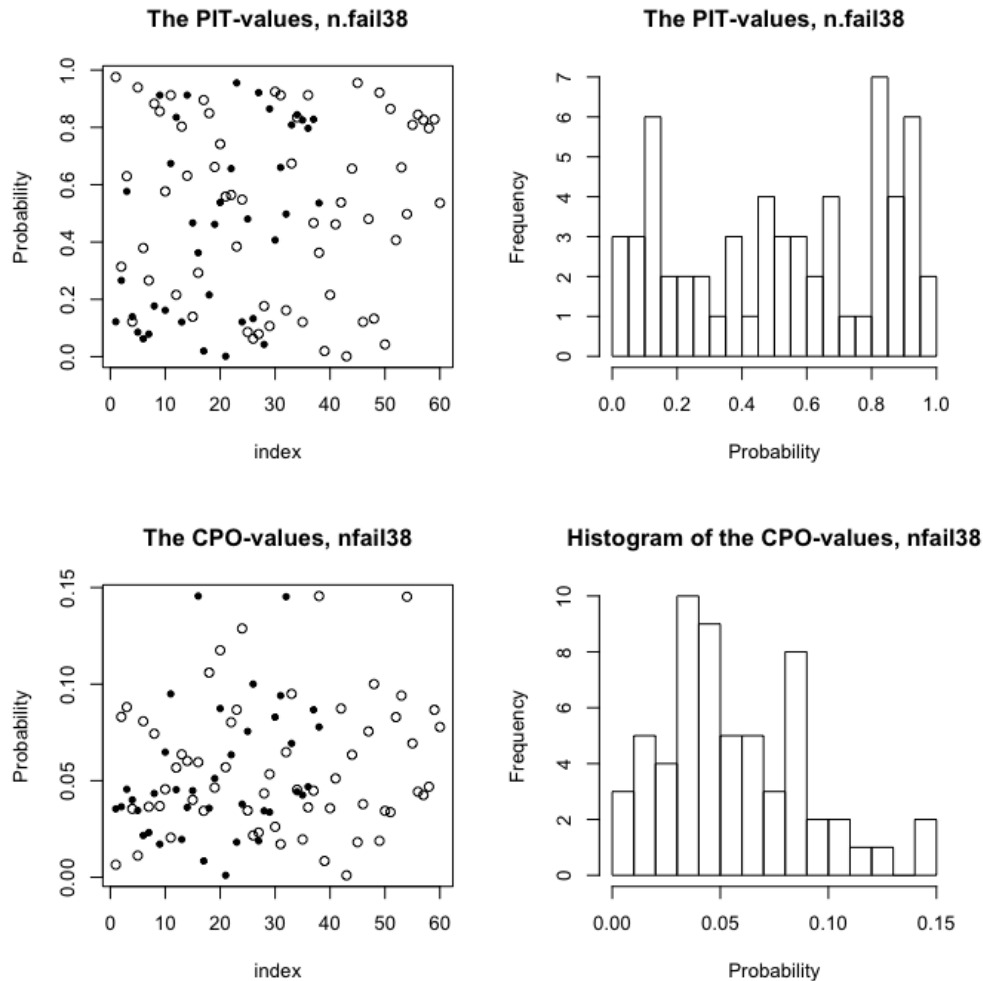 The PIT-values, n.fail38
Probability
0.0 0.2 0.4 0.6 0.8 1.0
0 10 20 30 40 50 60
index
The PIT-values, n.fail38
Frequency
0 1 2 3 4 5 6 7
0.0 0.2 0.4 0.6 0.8 1.0
Probability
The CPO-values, nfail38
Probability
0.00 0.05 0.10 0.15
0 10 20 30 40 50 60
index
Histogram of the CPO-values, nfail38
Frequency
0 2 4 6 8 10
0.00 0.05 0.10 0.15
Probability